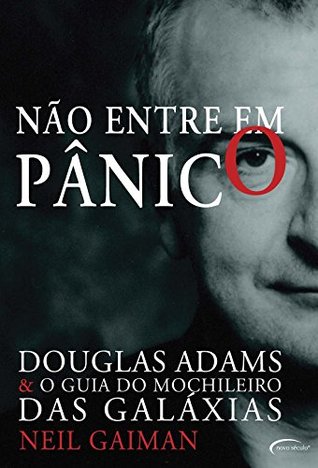 NÃO ENTRE EM
PÂNICO
DOUGLAS ADAMS
& O GUIA DO MOCHILEIRO
DAS GALÁXIAS
NEIL GAIMAN
novo século®